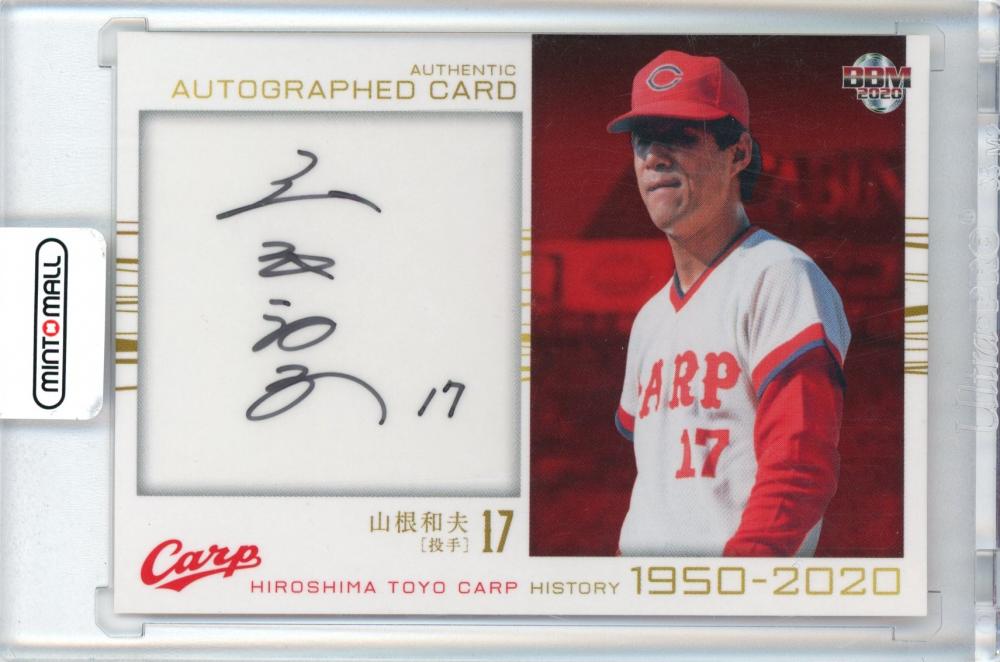 AUTHENTIC
AUTOGRAPHED CARD
BBM
2020
CARP
17
17
MINTOMALL
山根和夫 17
[投手]
Carp
HIROSHIMA TOYO CARP HISTORY 1950-2020